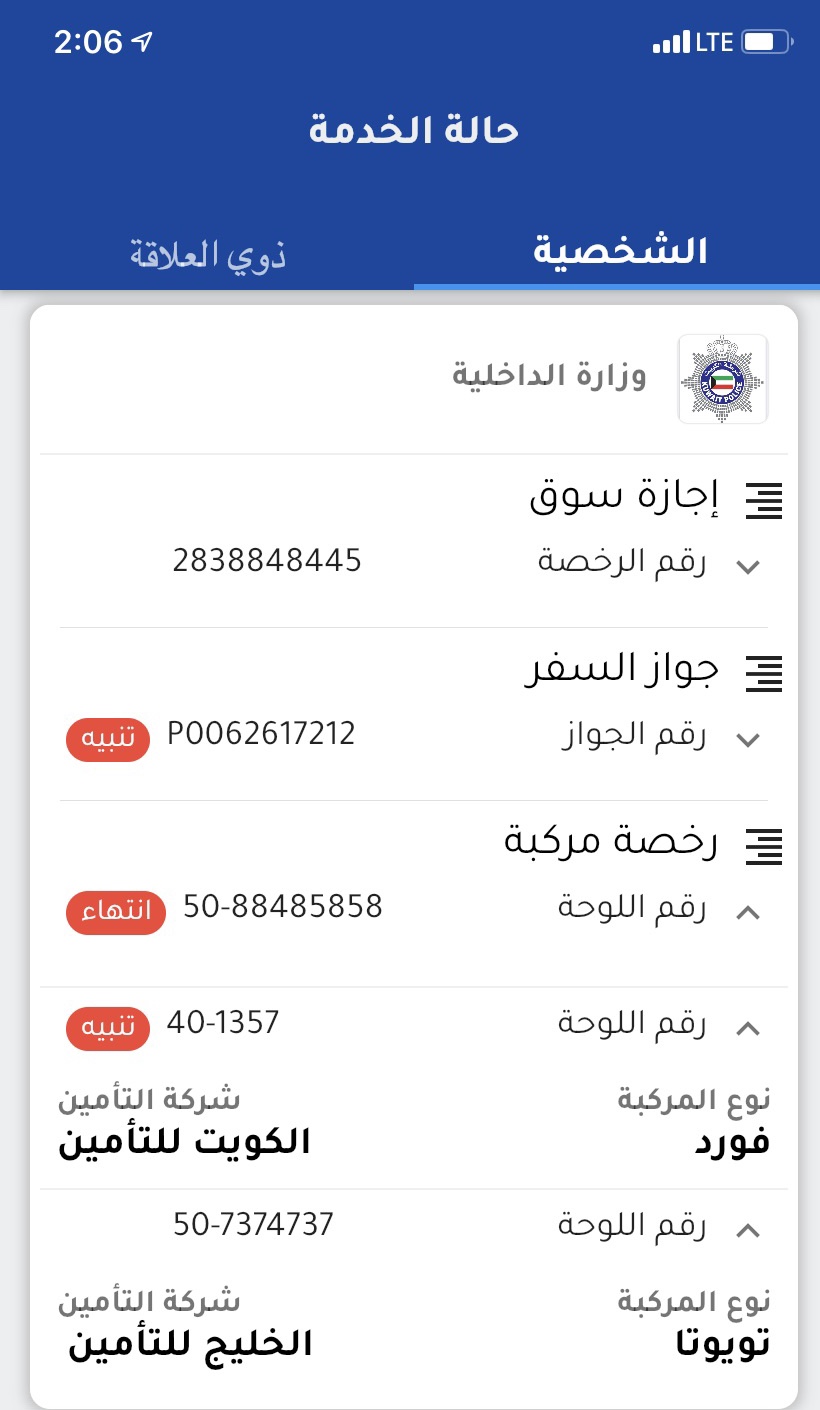 2:06 LTE
حالة الخدمة
الشخصية ذوي العلاقة
وزارة الداخلية
KUWAIT POLICE
إجازة سوق
رقم الرخصة 2838848445
جواز السفر
رقم الجواز P0062617212 تنبيه
رخصة مركبة
رقم اللوحة 50-88485858 انتهاء
رقم اللوحة 40-1357 تنبيه
نوع المركبة شركة التأمين
فورد الكويت للتأمين
رقم اللوحة 50-7374737
نوع المركبة شركة التأمين
تويوتا الخليج للتأمين